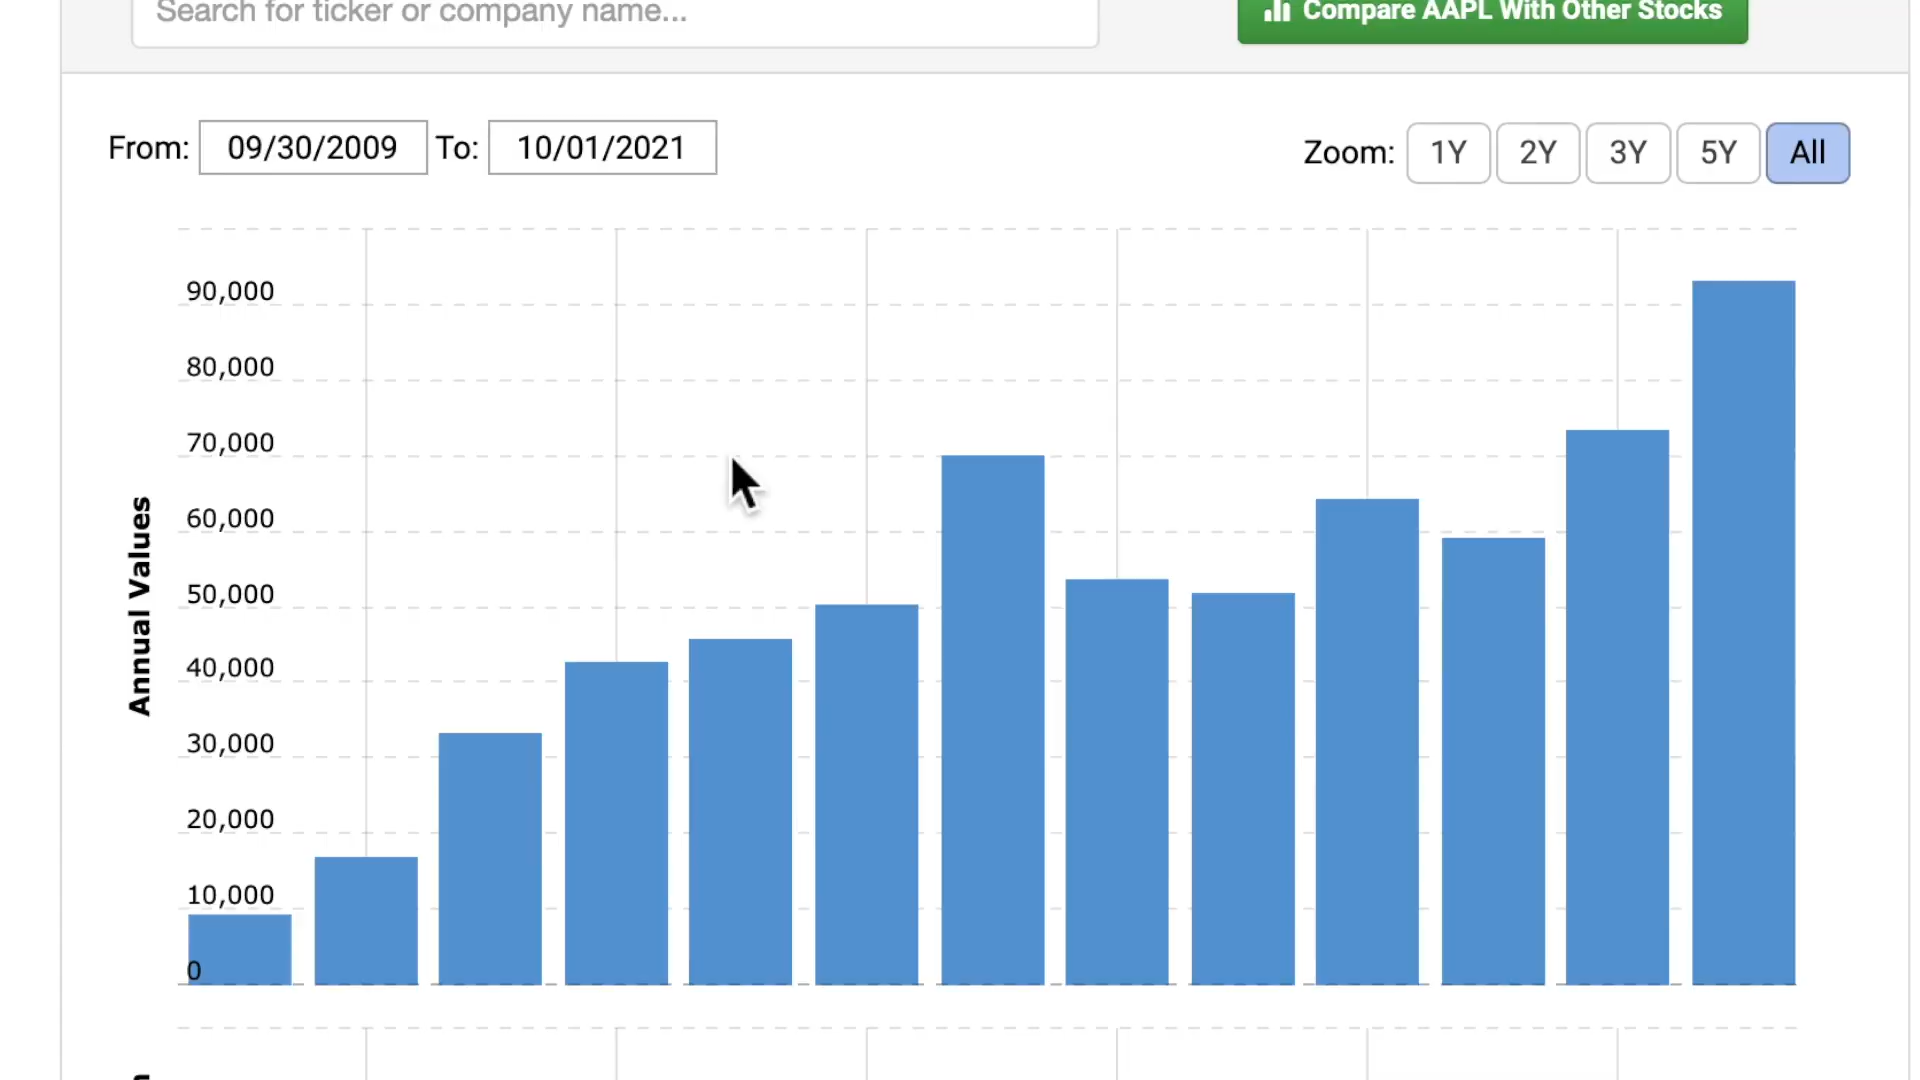 Search for ticker or company name...
Compare AAPL With Other Stocks
From: 09/30/2009 To: 10/01/2021
Zoom: 1Y 2Y 3Y 5Y All
90,000
80,000
70,000
60,000
50,000
40,000
30,000
20,000
10,000
0
Annual Values